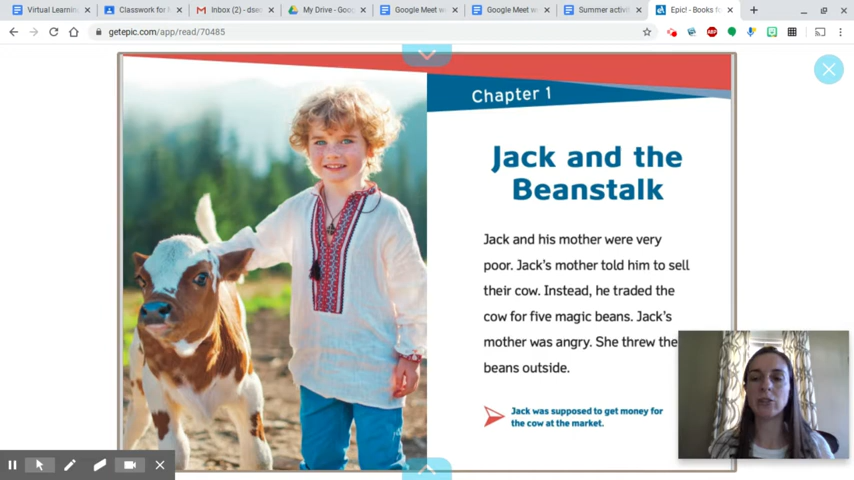 Virtual Learning
Classwork for M
Inbox (2) - dser
My Drive - Goog
Google Meet w
Google Meet w
Summer activi
Epic! - Books fo
getepic.com/app/read/70485
ABP
Chapter 1
Jack and the
Beanstalk
Jack and his mother were very
poor. Jack's mother told him to sell
their cow. Instead, he traded the
cow for five magic beans. Jack's
mother was angry. She threw the
beans outside.
Jack was supposed to get money for
the cow at the market.